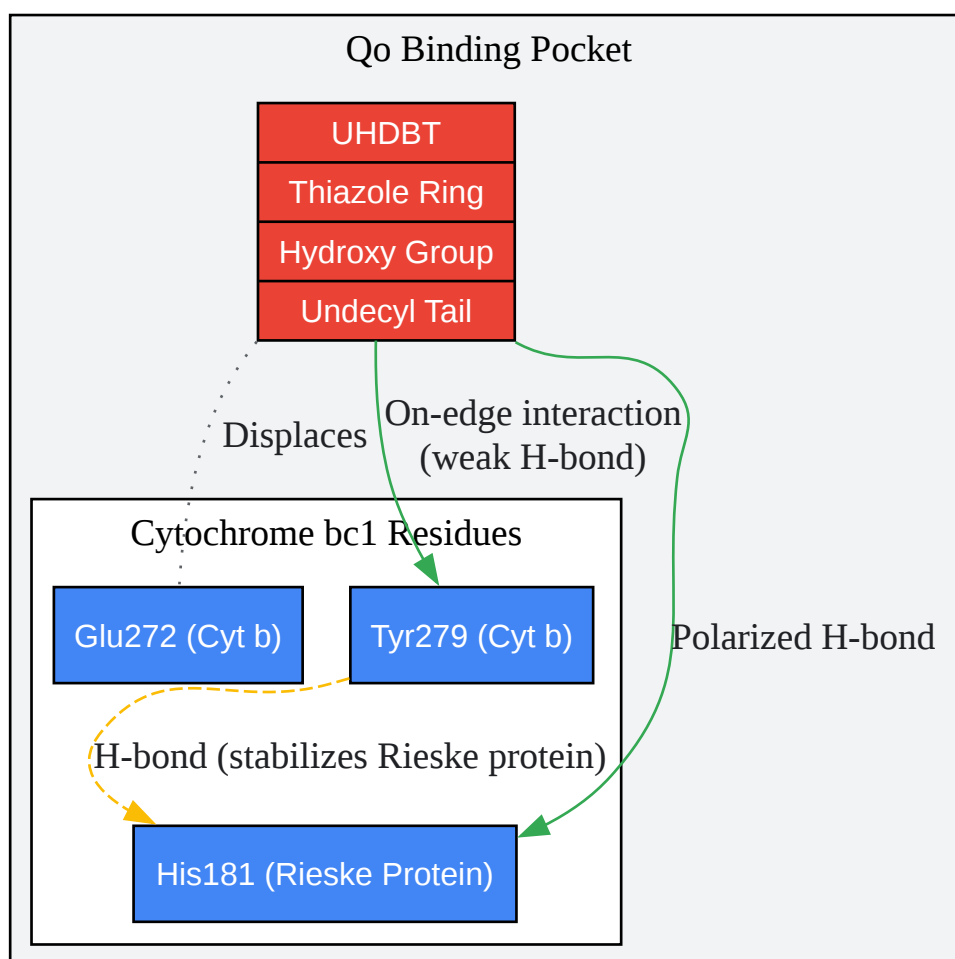 Qo Binding Pocket
UHDBT
Thiazole Ring
Hydroxy Group
Undecyl Tail
Displaces
On-edge interaction
(weak H-bond)
Cytochrome bc1 Residues
Glu272 (Cyt b)
Tyr279 (Cyt b)
Polarized H-bond
H-bond (stabilizes Rieske protein)
His181 (Rieske Protein)